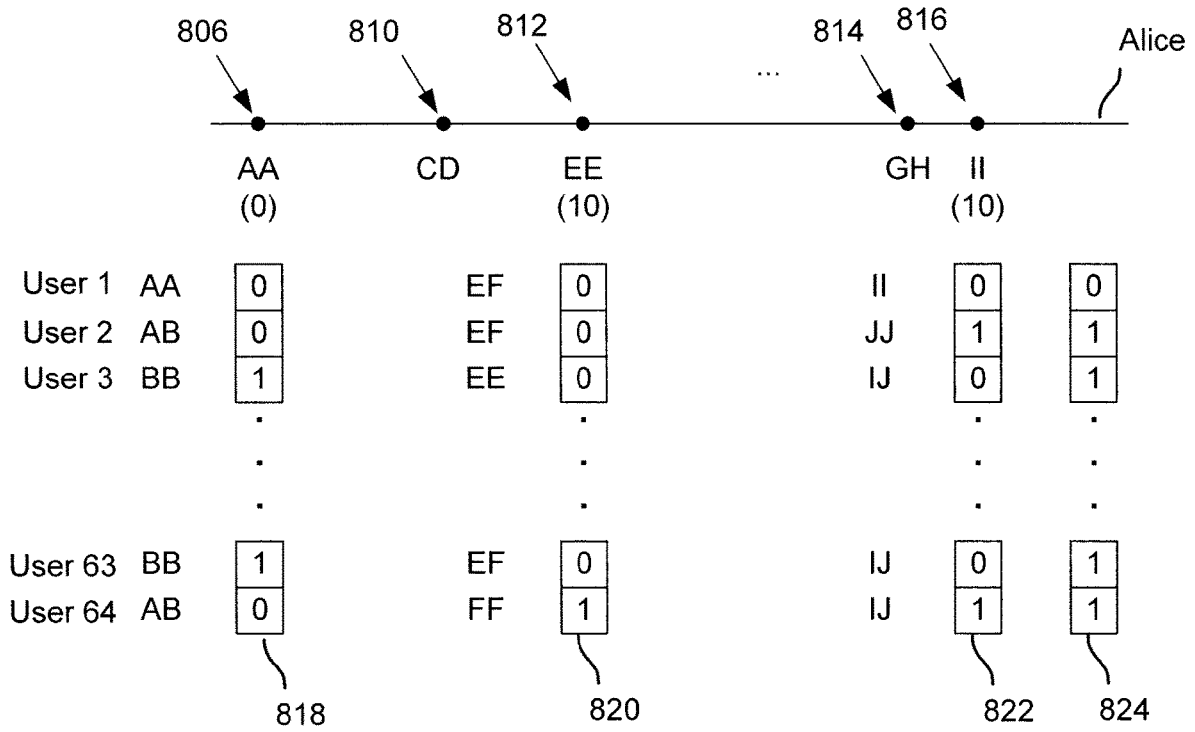 806 810 812 814 816 Alice
...
AA CD EE GH II
(0) (10) (10)
User 1 AA 0 EF 0 II 0 0
User 2 AB 0 EF 0 JJ 1 1
User 3 BB 1 EE 0 IJ 0 1
User 63 BB 1 EF 0 IJ 0 1
User 64 AB 0 FF 1 IJ 1 1
818 820 822 824